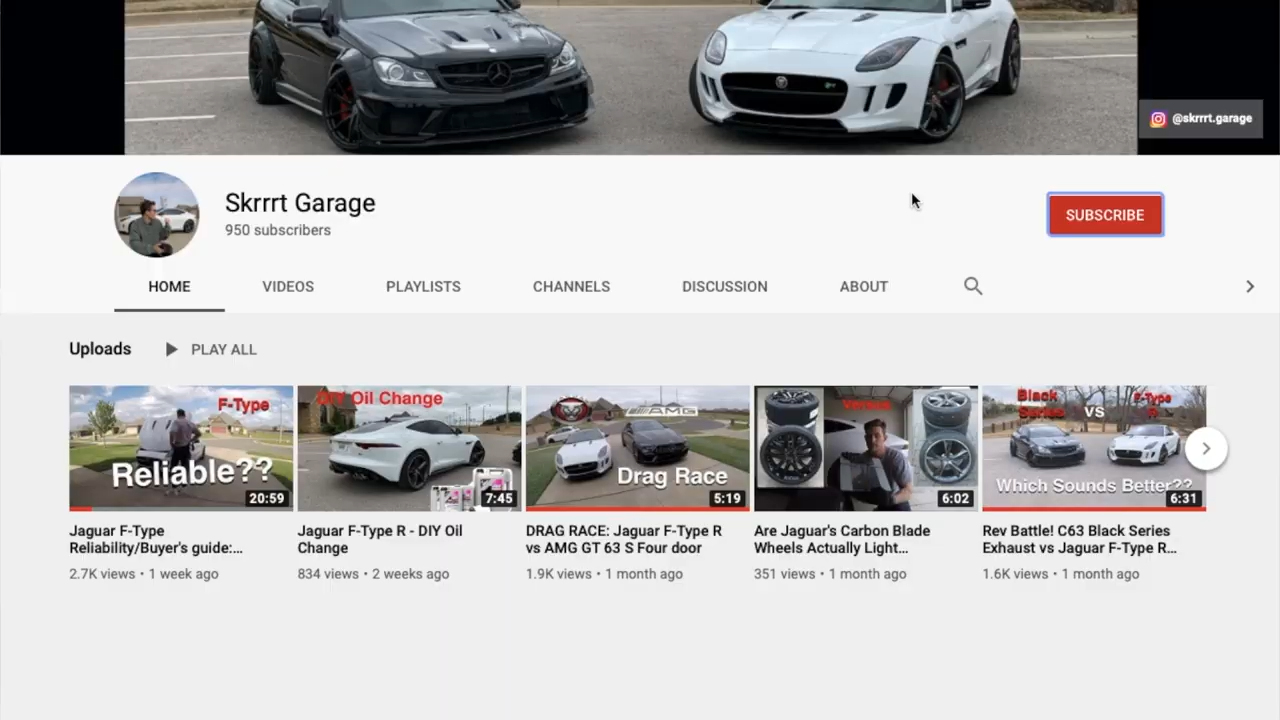 @skrrrt.garage
Skrrrt Garage
950 subscribers
SUBSCRIBE
HOME
VIDEOS
PLAYLISTS
CHANNELS
DISCUSSION
ABOUT
Uploads
PLAY ALL
F-Type
Reliable??
20:59
Jaguar F-Type
Reliability/Buyer's guide:...
2.7K views • 1 week ago
DIY Oil Change
7:45
Jaguar F-Type R - DIY Oil
Change
834 views • 2 weeks ago
AMG
Drag Race
5:19
DRAG RACE: Jaguar F-Type R
vs AMG GT 63 S Four door
1.9K views • 1 month ago
Versus
6:02
Are Jaguar's Carbon Blade
Wheels Actually Light...
351 views • 1 month ago
Black
Series
VS
F-Type
R
Which Sounds Better??
6:31
Rev Battle! C63 Black Series
Exhaust vs Jaguar F-Type R...
1.6K views • 1 month ago